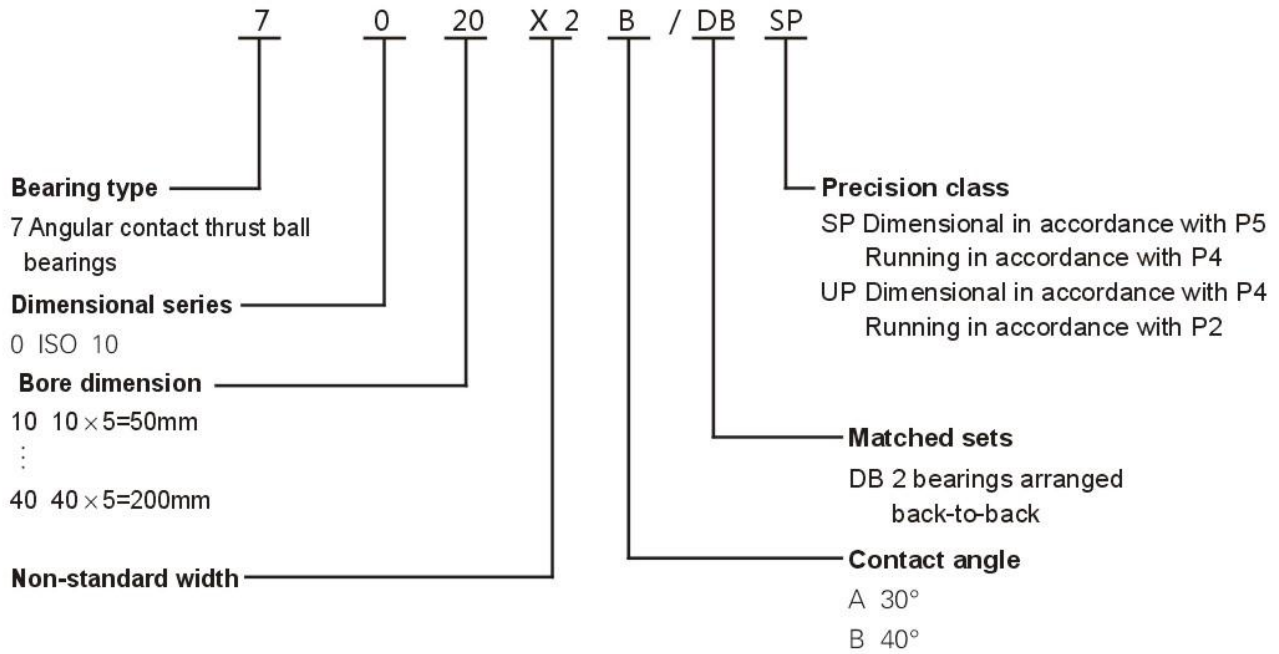 7 0 20 X 2 B / DB SP
Bearing type
7 Angular contact thrust ball
bearings
Dimensional series
0 ISO 10
Bore dimension
10 10×5=50mm
⋮
40 40×5=200mm
Non-standard width
Precision class
SP Dimensional in accordance with P5
Running in accordance with P4
UP Dimensional in accordance with P4
Running in accordance with P2
Matched sets
DB 2 bearings arranged
back-to-back
Contact angle
A 30°
B 40°